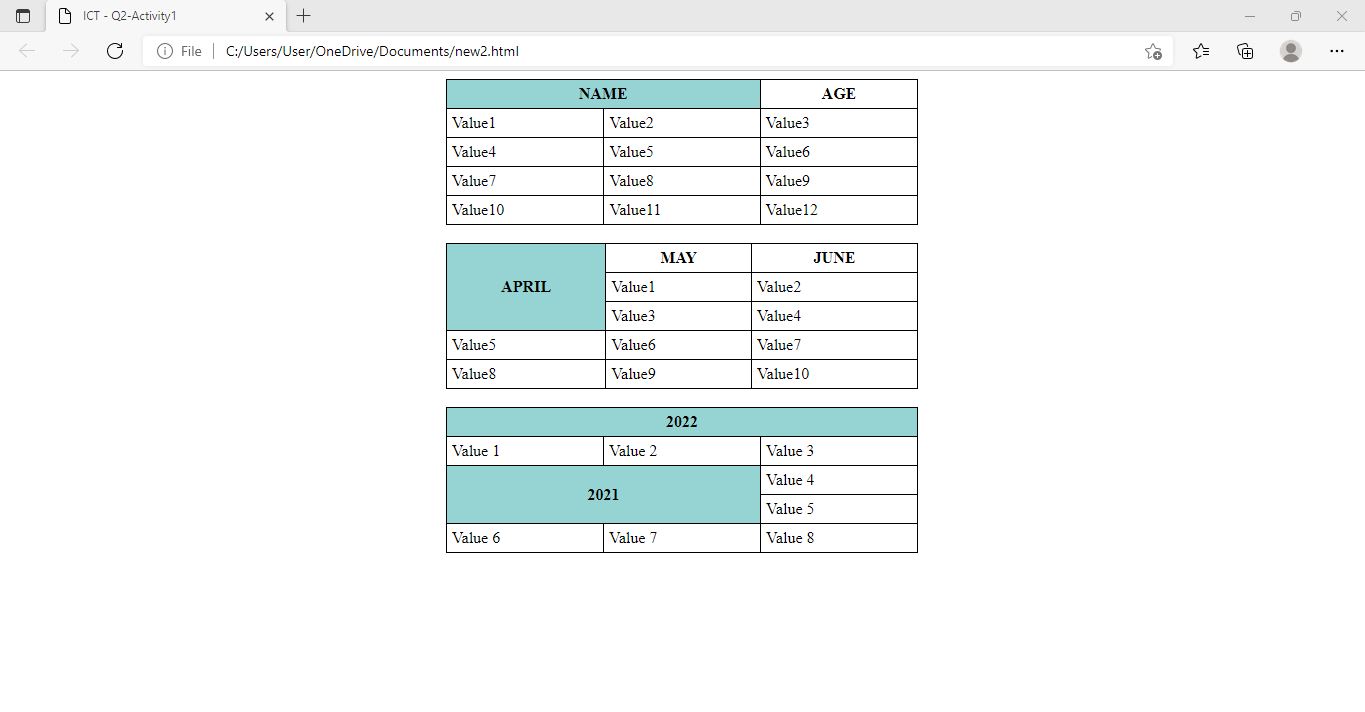 ICT - Q2-Activity1
File C:/Users/User/OneDrive/Documents/new2.html
NAME AGE
Value1 Value2 Value3
Value4 Value5 Value6
Value7 Value8 Value9
Value10 Value11 Value12
MAY JUNE
APRIL Value1 Value2
Value3 Value4
Value5 Value6 Value7
Value8 Value9 Value10
2022
Value 1 Value 2 Value 3
Value 4
2021
Value 5
Value 6 Value 7 Value 8